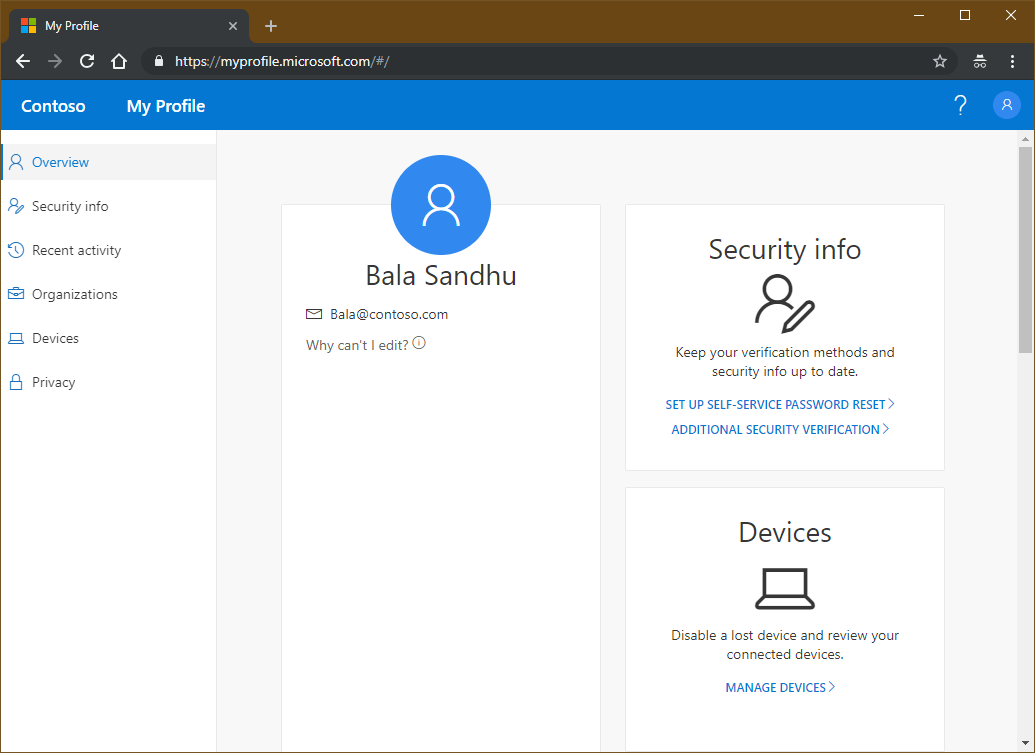 My Profile
https://myprofile.microsoft.com/#/
Contoso
My Profile
?
Overview
Security info
Recent activity
Organizations
Devices
Privacy
Bala Sandhu
Bala@contoso.com
Why can't I edit?
Security info
Keep your verification methods and
security info up to date.
SET UP SELF-SERVICE PASSWORD RESET
ADDITIONAL SECURITY VERIFICATION
Devices
Disable a lost device and review your
connected devices.
MANAGE DEVICES